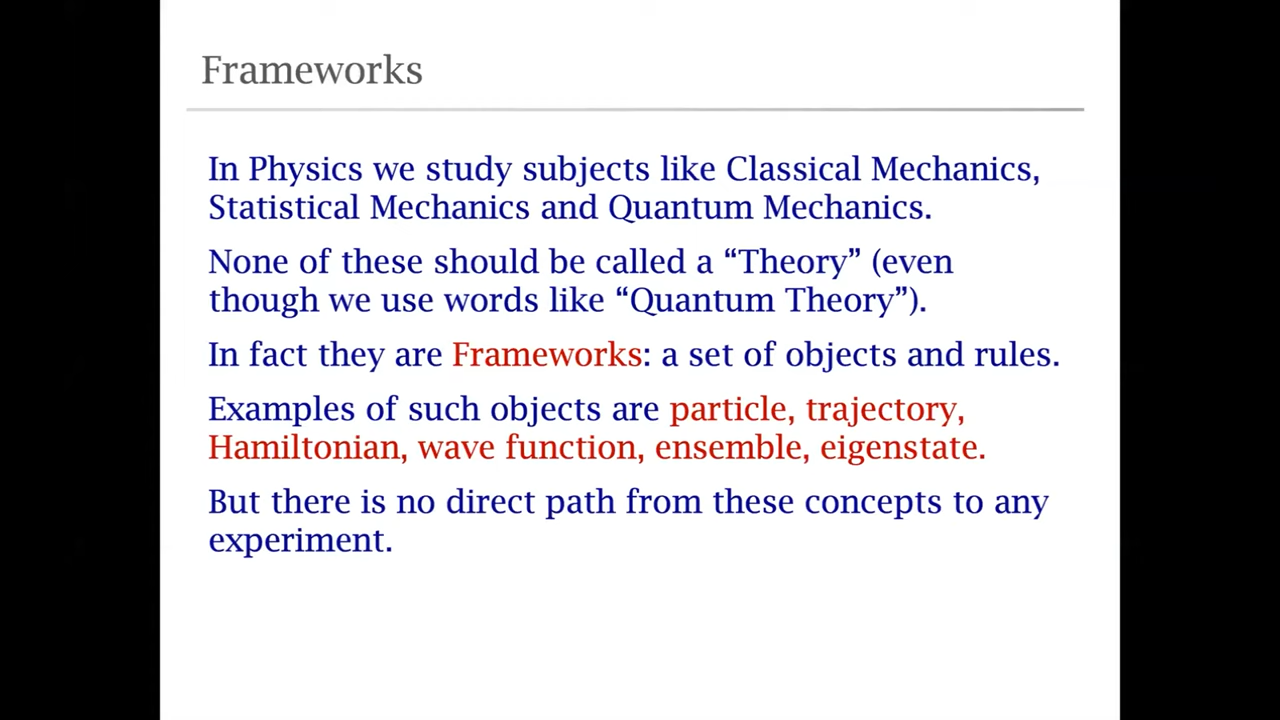 Frameworks
In Physics we study subjects like Classical Mechanics,
Statistical Mechanics and Quantum Mechanics.
None of these should be called a “Theory” (even
though we use words like “Quantum Theory”).
In fact they are Frameworks: a set of objects and rules.
Examples of such objects are particle, trajectory,
Hamiltonian, wave function, ensemble, eigenstate.
But there is no direct path from these concepts to any
experiment.